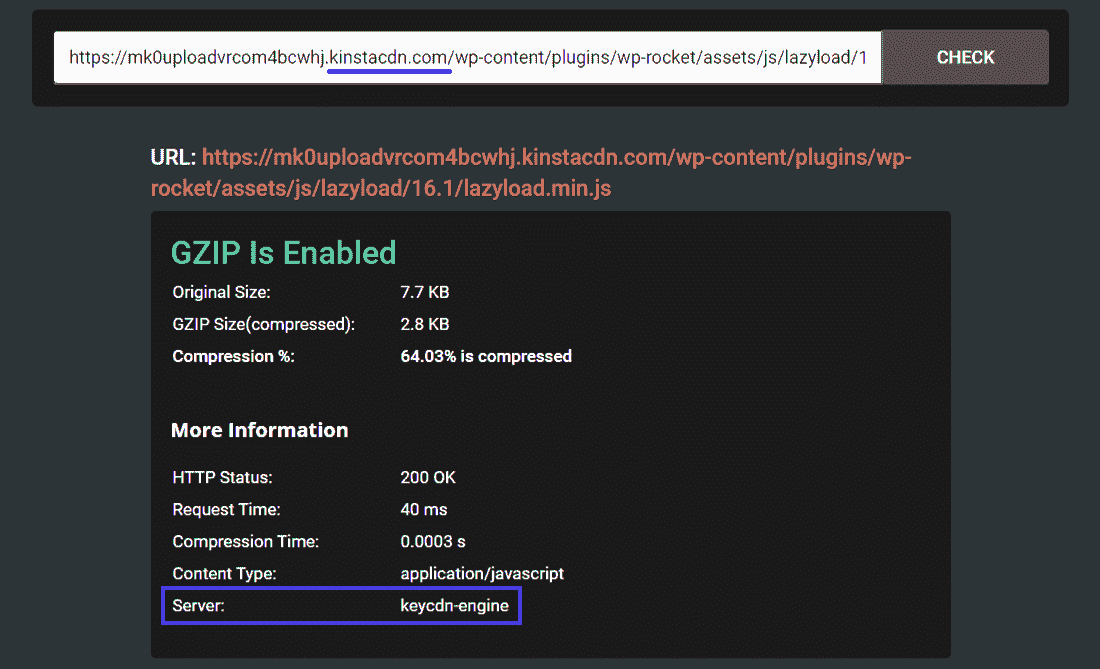 https://mk0uploadvrcom4bcwhj.kinstacdn.com/wp-content/plugins/wp-rocket/assets/js/lazyload/1
CHECK
URL: https://mk0uploadvrcom4bcwhj.kinstacdn.com/wp-content/plugins/wp-
rocket/assets/js/lazyload/16.1/lazyload.min.js
GZIP Is Enabled
Original Size: 7.7 KB
GZIP Size(compressed): 2.8 KB
Compression %: 64.03% is compressed
More Information
HTTP Status: 200 OK
Request Time: 40 ms
Compression Time: 0.0003 s
Content Type: application/javascript
Server: keycdn-engine